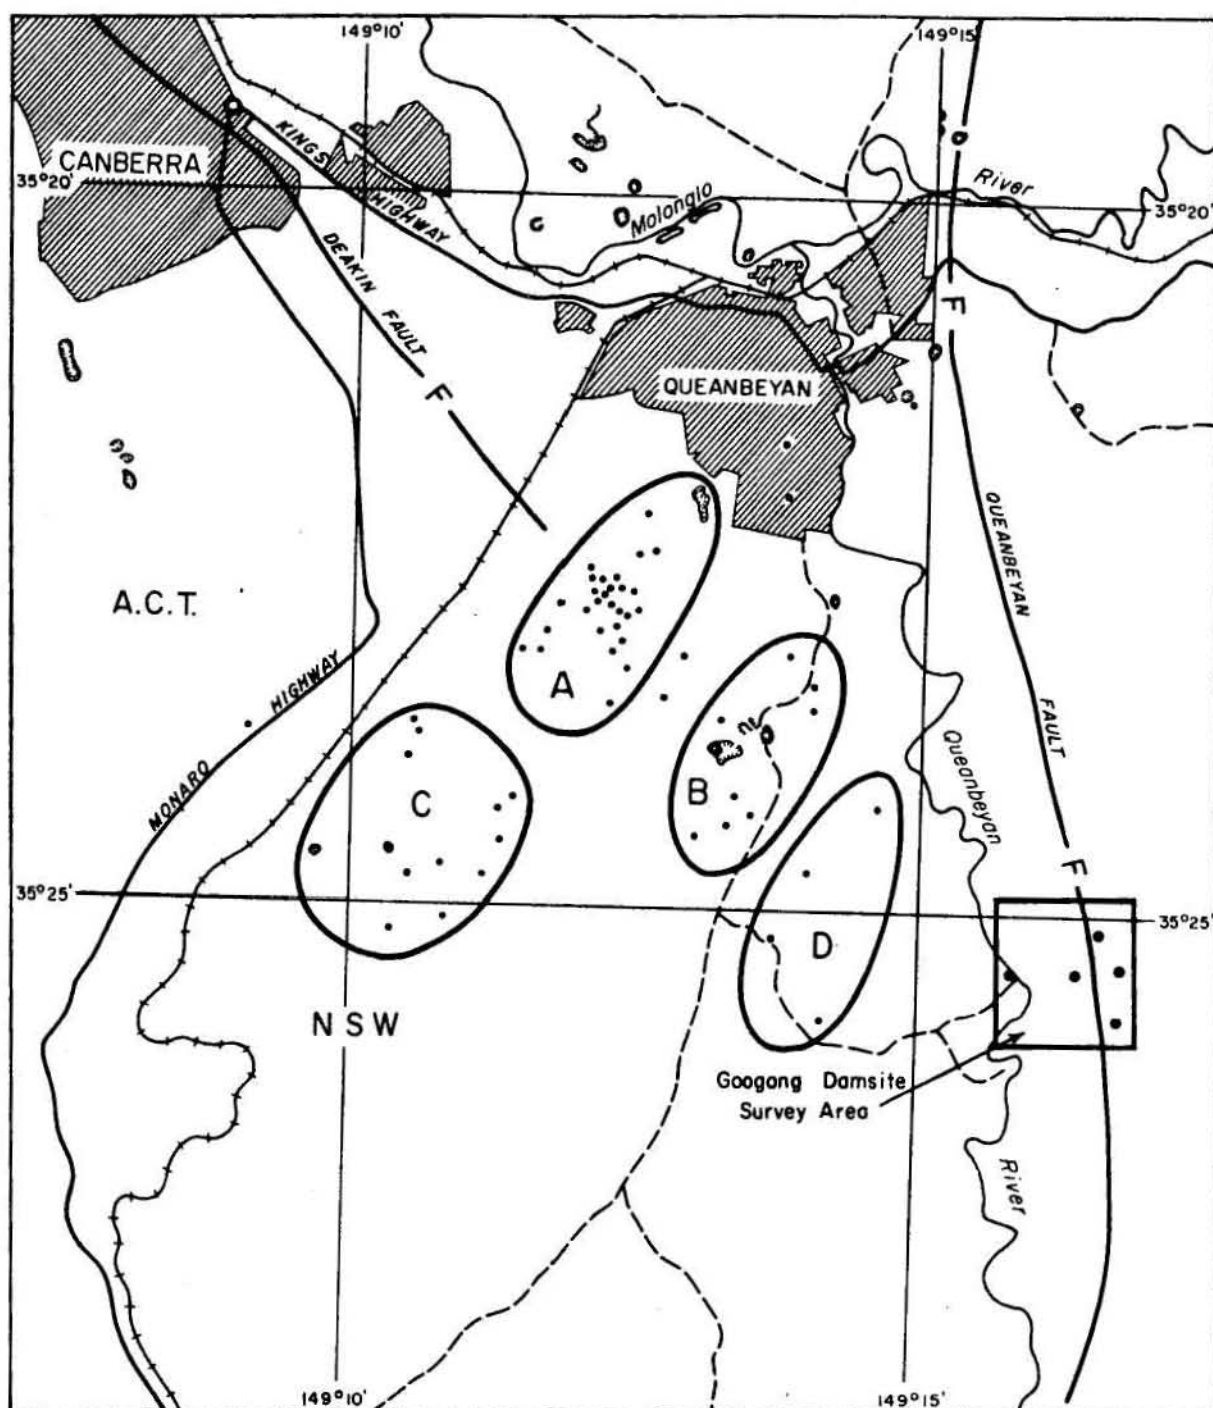 149°10'
149°15'
CANBERRA
KINGS HIGHWAY
35°20'
River
35°20'
Molonglo
DEAKIN FAULT
F
F
QUEANBEYAN
QUEANBEYAN FAULT
A.C.T.
A
MONARO HIGHWAY
B
C
Queanbeyan
F
35°25'
35°25'
D
NSW
Googong Damsite
Survey Area
River
149°10'
149°15'